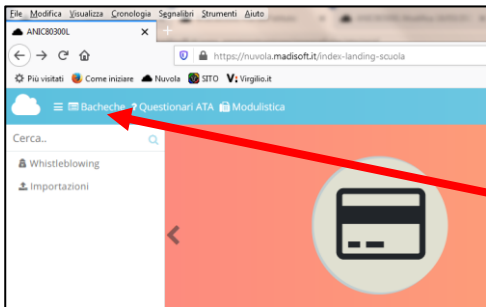 File Modifica Visualizza Cronologia Segnalibri Strumenti Aiuto
ANIC80300L
https://nuvola.madisoft.it/index-landing-scuola
Più visitati Come iniziare Nuvola SITO Virgilio.it
Bacheche ? Questionari ATA Modulistica
Cerca..
Whistleblowing
Importazioni